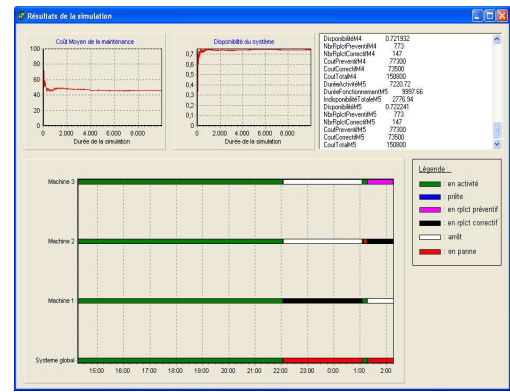 Résultats de la simulation
Coût Moyen de la maintenance
100
80
60
40
20
0
0 2.000 4.000 6.000 8.000
Durée de la simulation
Disponibilité du système
0,7
0,6
0,5
0,4
0,3
0,2
0,1
0
0 2.000 4.000 6.000 8.000
Durée de la simulation
DisponibilitéM4 0.721932
NbrRplctPreventifM4 773
NbrRplctCorrectifM4 147
CoutPreventifM4 77300
CoutCorrectifM4 73500
CoutTotalM4 150800
DuréeActivitéM5 7220.72
DuréeFonctionnementM5 9997.66
IndisponibilitéTotaleM5 2776.94
DisponibilitéM5 0.722241
NbrRplctPreventifM5 773
NbrRplctCorrectifM5 147
CoutPreventifM5 77300
CoutCorrectifM5 73500
CoutTotalM5 150800
Machine 3
Machine 2
Machine 1
Systeme global
15:00 16:00 17:00 18:00 19:00 20:00 21:00 22:00 23:00 0:00 1:00 2:00
Légende :
: en activité
: prête
: en rplct préventif
: en rplct correctif
: arrêt
: en panne